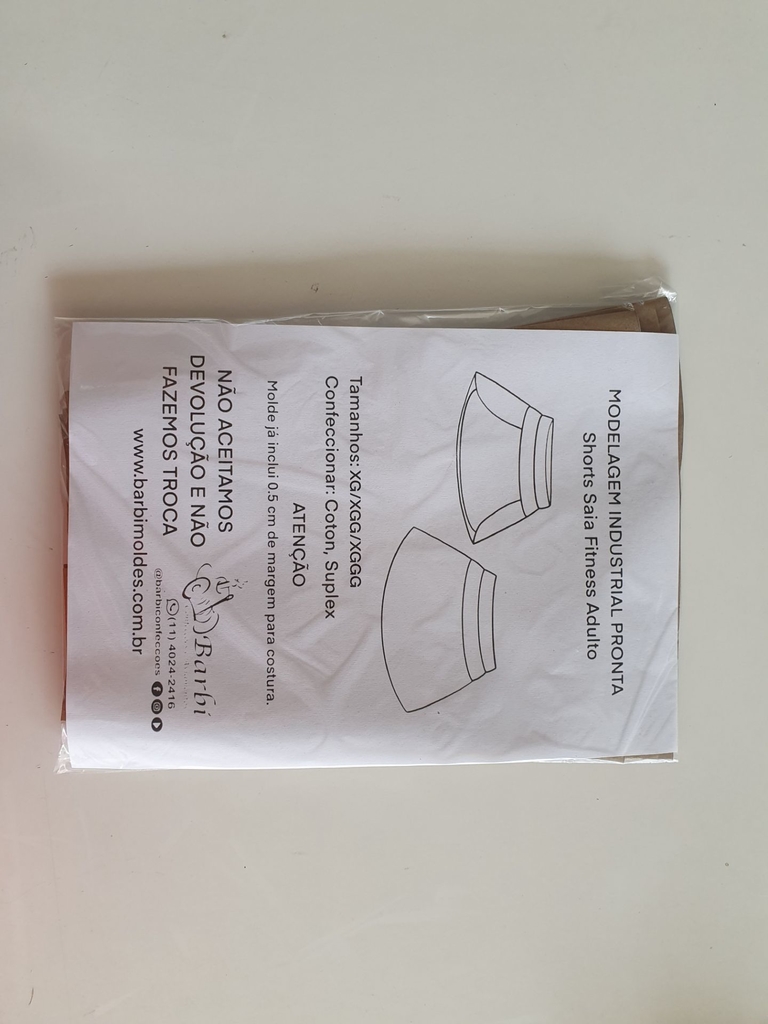 MODELAGEM INDUSTRIAL PRONTA
Shorts Saia Fitness Adulto
Tamanhos: XG/XGG/XGGG
Confeccionar: Coton, Suplex
ATENÇÃO
Molde já inclui 0.5 cm de margem para costura.
NÃO ACEITAMOS
DEVOLUÇÃO E NÃO
FAZEMOS TROCA
www.barbimoldes.com.br
D'Barbi
(11) 4024-2416
@barbiconfeccoes